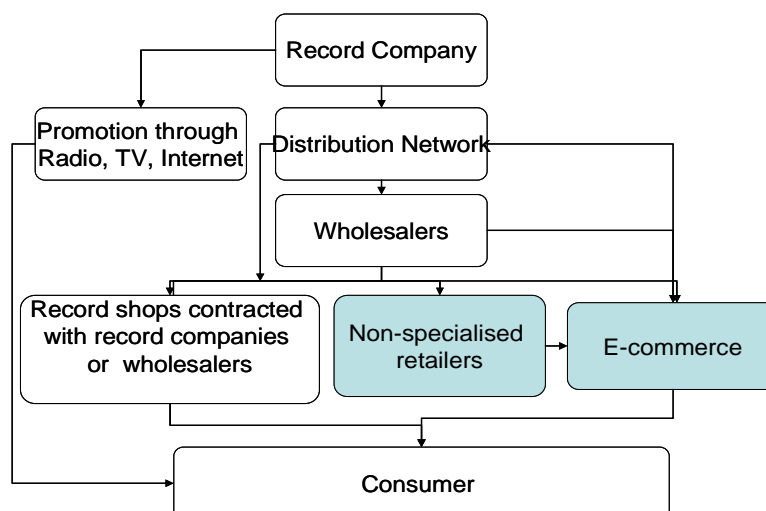 Record Company
Promotion through
Radio, TV, Internet
Distribution Network
Wholesalers
Record shops contracted
with record companies
or wholesalers
Non-specialised
retailers
E-commerce
Consumer